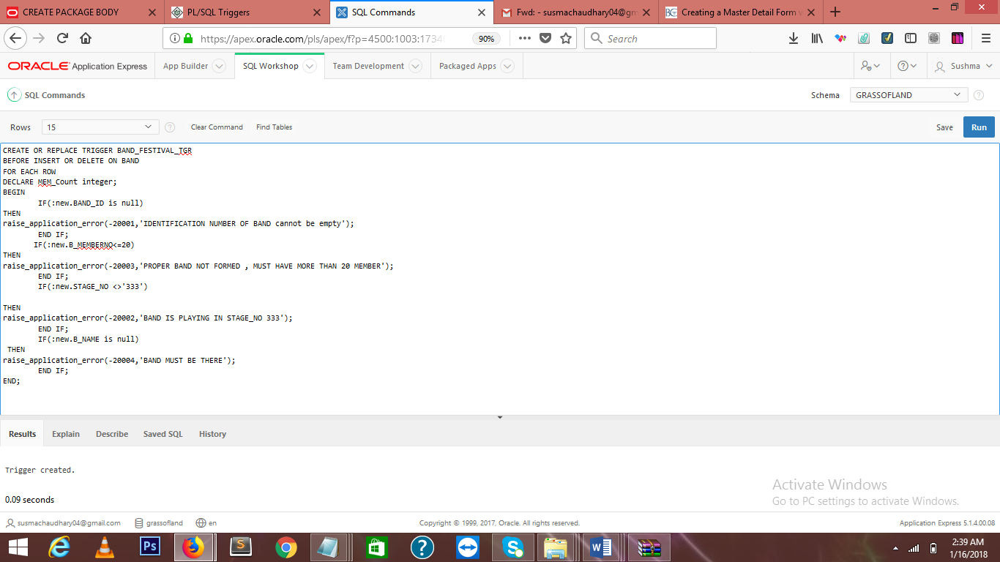 CREATE PACKAGE BODY
PL/SQL Triggers
SQL Commands
Fwd: - susmachaudhary04@gm
Creating a Master Detail Form w
https://apex.oracle.com/pls/apex/f?p=4500:1003:1734
90%
Search
ORACLE Application Express
App Builder
SQL Workshop
Team Development
Packaged Apps
Sushma
SQL Commands
Schema
GRASSOFLAND
Rows
15
Clear Command
Find Tables
Save
Run
CREATE OR REPLACE TRIGGER BAND_FESTIVAL_TGR
BEFORE INSERT OR DELETE ON BAND
FOR EACH ROW
DECLARE MEM_Count integer;
BEGIN
IF(:new.BAND_ID is null)
THEN
raise_application_error(-20001,'IDENTIFICATION NUMBER OF BAND cannot be empty');
END IF;
IF(:new.B_MEMBERNO<=20)
THEN
raise_application_error(-20003,'PROPER BAND NOT FORMED , MUST HAVE MORE THAN 20 MEMBER');
END IF;
IF(:new.STAGE_NO <>'333')
THEN
raise_application_error(-20002,'BAND IS PLAYING IN STAGE_NO 333');
END IF;
IF(:new.B_NAME is null)
THEN
raise_application_error(-20004,'BAND MUST BE THERE');
END IF;
END;
Results
Explain
Describe
Saved SQL
History
Trigger created.
0.09 seconds
Activate Windows
Go to PC settings to activate Windows.
susmachaudhary04@gmail.com
grassofland
en
Copyright © 1999, 2017, Oracle. All rights reserved.
Application Express 5.1.4.00.08
Ps
2:39 AM
1/16/2018